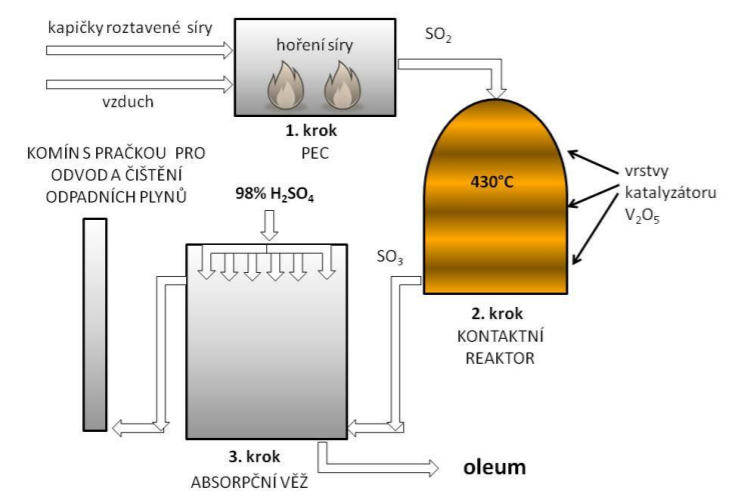 kapičky roztavené síry
vzduch
hoření síry
1. krok
PEC
SO₂
430°C
vrstvy
katalyzátoru
V₂O₅
2. krok
KONTAKTNÍ
REAKTOR
SO₃
98% H₂SO₄
KOMÍN S PRAČKOU PRO
ODVOD A ČIŠTĚNÍ
ODPADNÍCH PLYNŮ
3. krok
ABSORPČNÍ VĚŽ
oleum